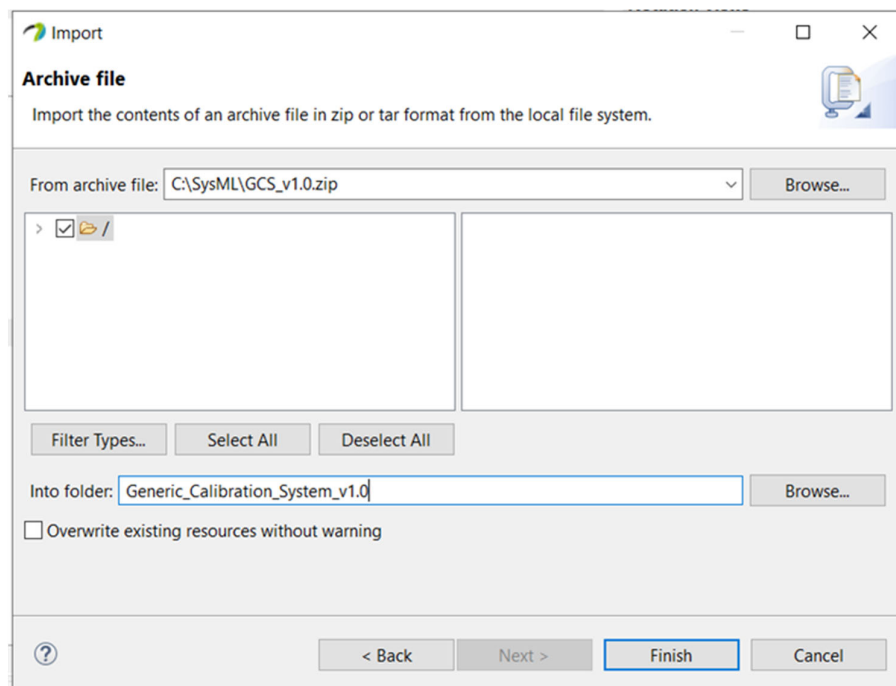 Import
Archive file
Import the contents of an archive file in zip or tar format from the local file system.
From archive file: C:\SysML\GCS_v1.0.zip Browse...
/
Filter Types... Select All Deselect All
Into folder: Generic_Calibration_System_v1.0 Browse...
Overwrite existing resources without warning
? < Back Next > Finish Cancel